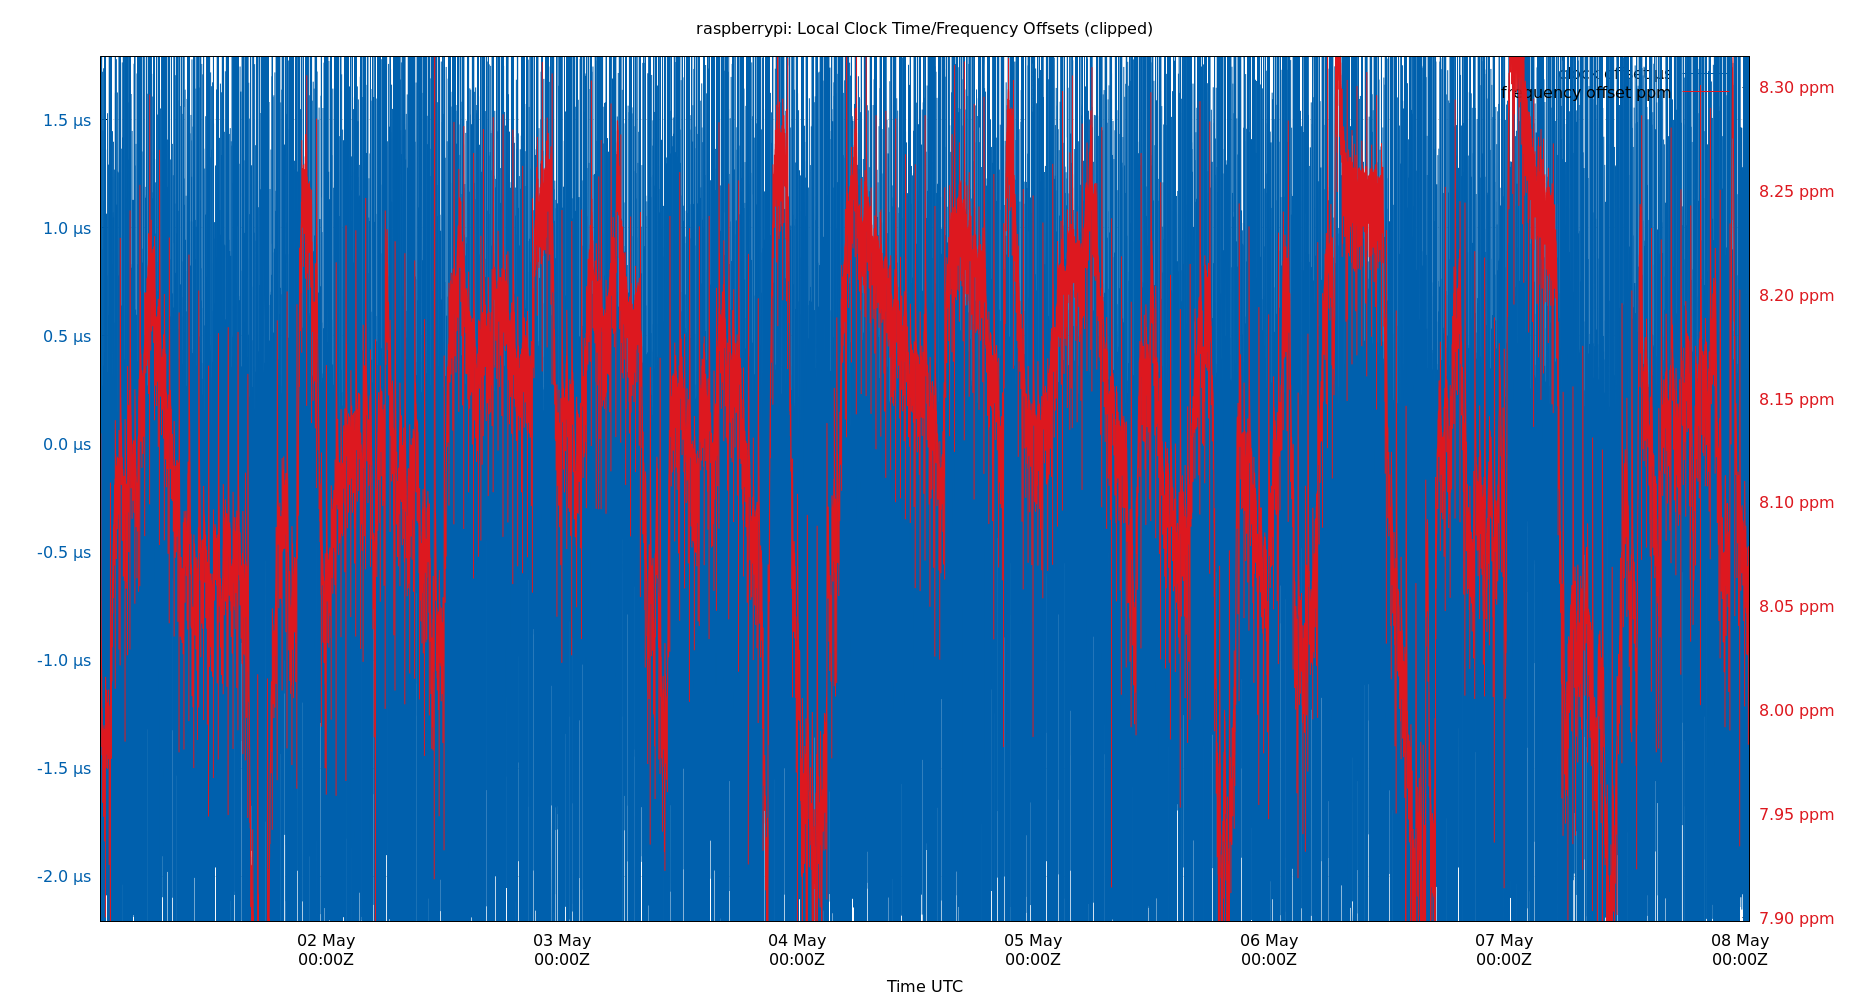 raspberrypi: Local Clock Time/Frequency Offsets (clipped)
clock offset µs
frequency offset ppm
1.5 µs
1.0 µs
0.5 µs
0.0 µs
-0.5 µs
-1.0 µs
-1.5 µs
-2.0 µs
8.30 ppm
8.25 ppm
8.20 ppm
8.15 ppm
8.10 ppm
8.05 ppm
8.00 ppm
7.95 ppm
7.90 ppm
02 May
00:00Z
03 May
00:00Z
04 May
00:00Z
05 May
00:00Z
06 May
00:00Z
07 May
00:00Z
08 May
00:00Z
Time UTC